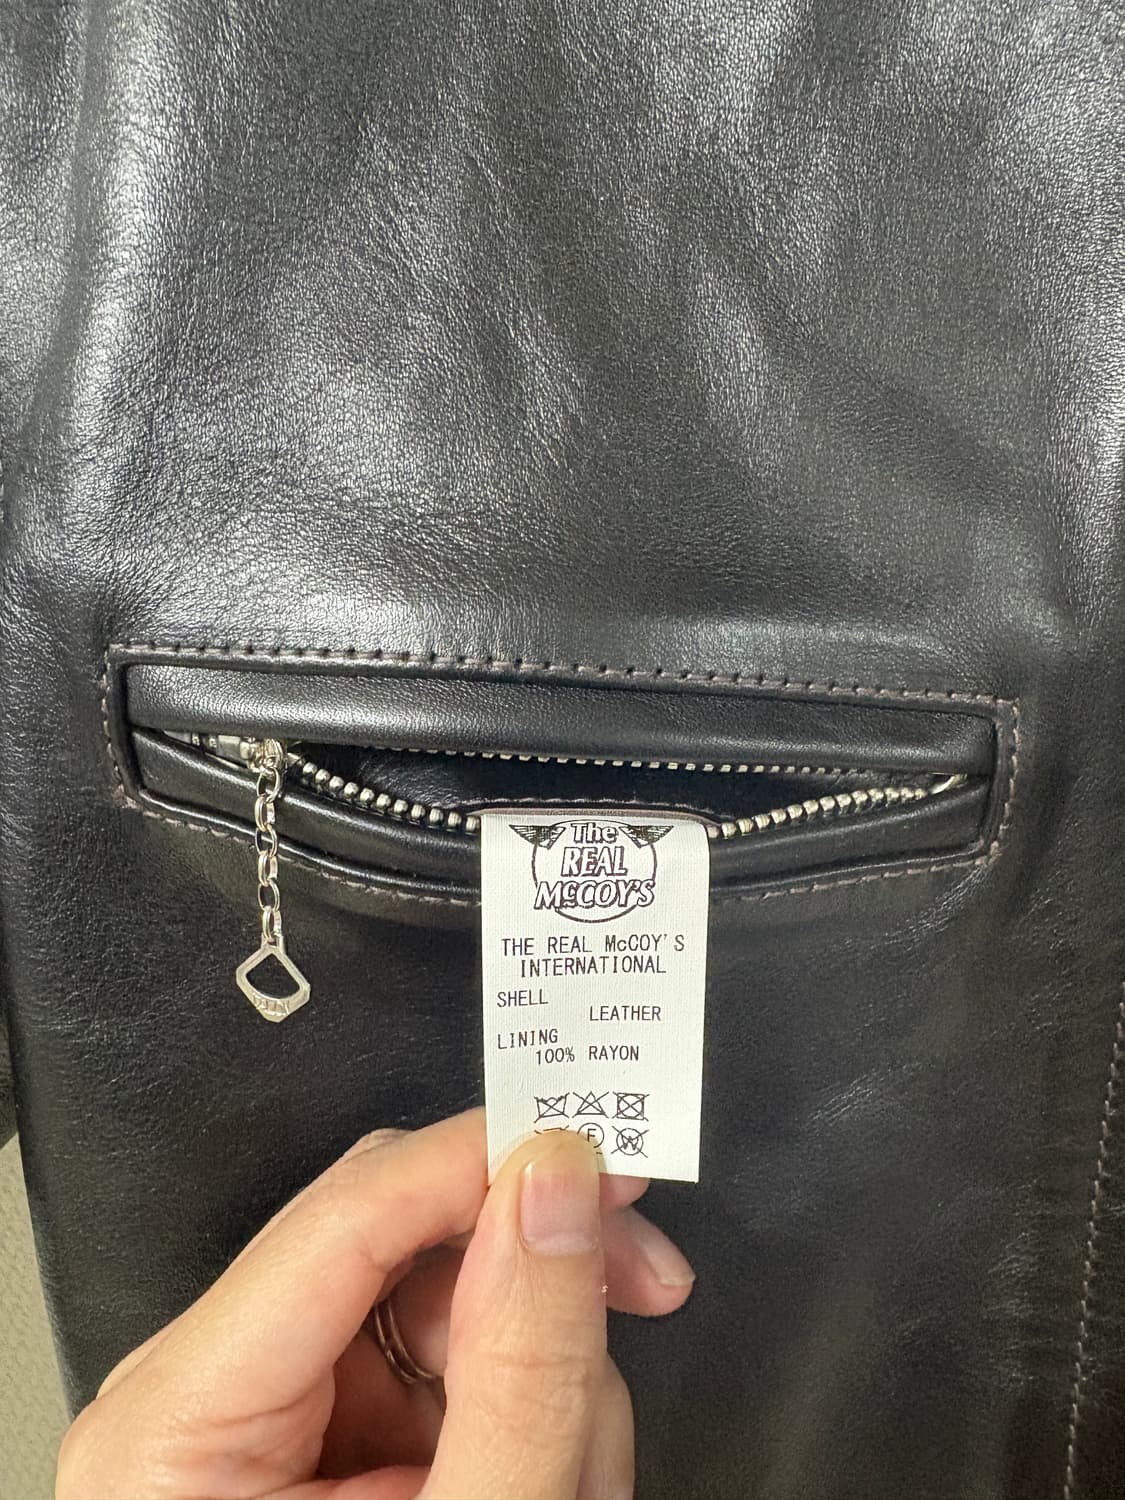 The
REAL
McCOY'S
THE REAL McCOY'S
INTERNATIONAL
SHELL
LEATHER
LINING
100% RAYON
F
W